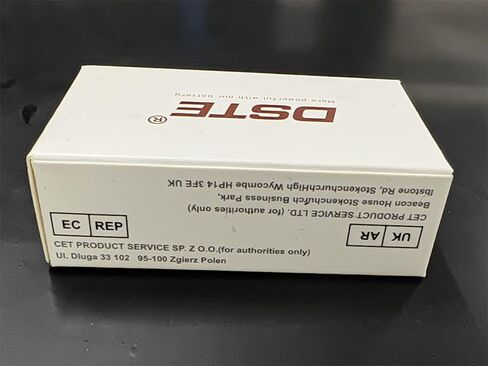 DSTE®
More powerful with our battery
UK AR
CET PRODUCT SERVICE LTD. (for authorities only)
Beacon House Stokenchurch Business Park,
Ibstone Rd, StokenchurchHigh Wycombe HP14 3FE UK
EC REP
CET PRODUCT SERVICE SP. Z O.O.(for authorities only)
Ul. Dluga 33 102 95-100 Zgierz Polen